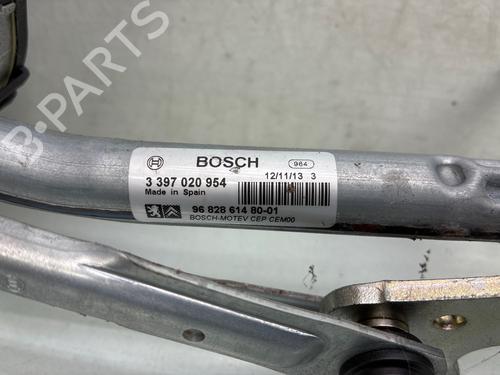 B-PARTS
BOSCH
984
3 397 020 954
12/11/13 3
Made in Spain
96 828 614 80-01
BOSCH-MOTEV CEP CEM00